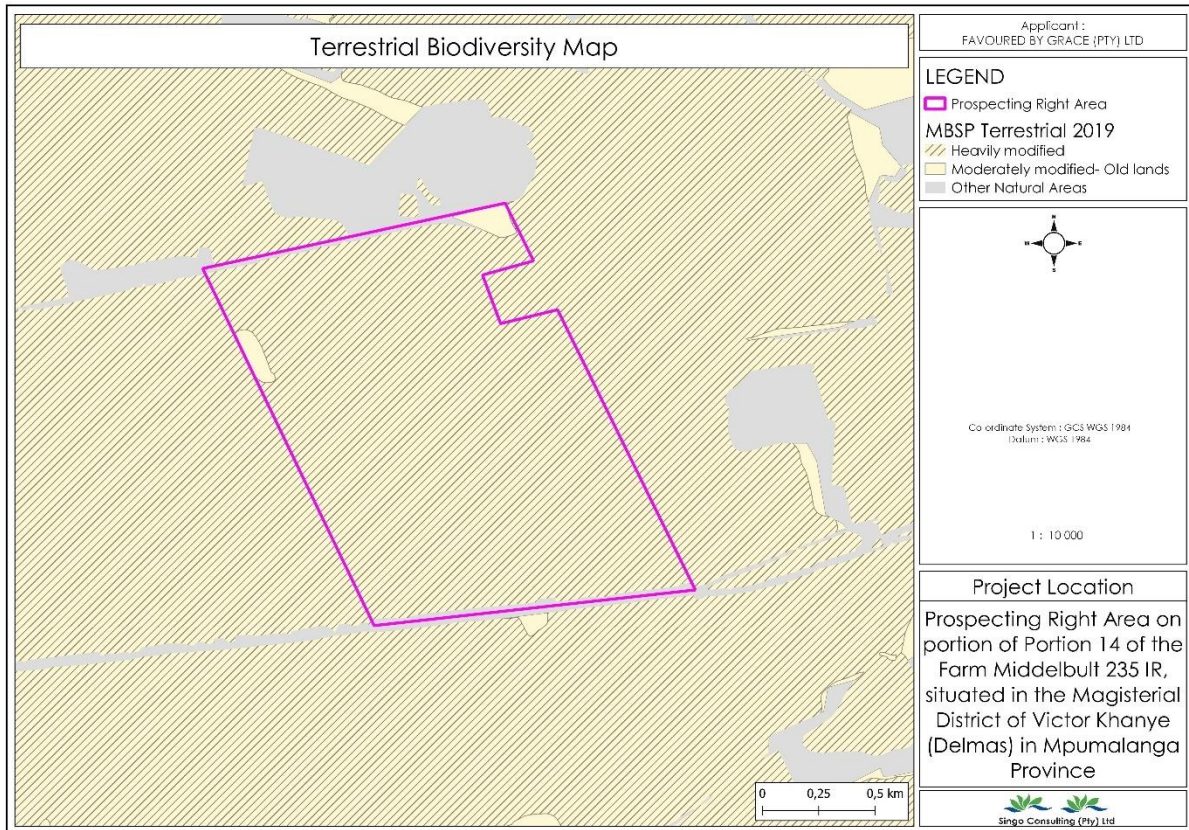 Terrestrial Biodiversity Map
Applicant :
FAVOURED BY GRACE (PTY) LTD
LEGEND
Prospecting Right Area
MBSP Terrestrial 2019
Heavily modified
Moderately modified- Old lands
Other Natural Areas
N
W E
S
Co-ordinate System : GCS WGS 1984
Datum : WGS 1984
1 : 10 000
Project Location
Prospecting Right Area on
portion of Portion 14 of the
Farm Middelbult 235 IR,
situated in the Magisterial
District of Victor Khanye
(Delmas) in Mpumalanga
Province
0 0,25 0,5 km
Singo Consulting (Pty) Ltd